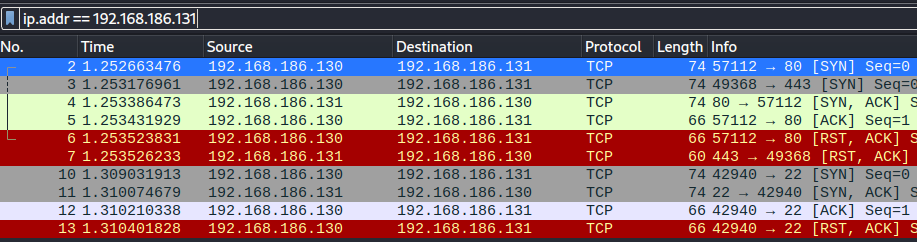 ip.addr == 192.168.186.131
No. Time Source Destination Protocol Length Info
2 1.252663476 192.168.186.130 192.168.186.131 TCP 74 57112 → 80 [SYN] Seq=0
3 1.253176961 192.168.186.130 192.168.186.131 TCP 74 49368 → 443 [SYN] Seq=0
4 1.253386473 192.168.186.131 192.168.186.130 TCP 74 80 → 57112 [SYN, ACK] S
5 1.253431929 192.168.186.130 192.168.186.131 TCP 66 57112 → 80 [ACK] Seq=1
6 1.253523831 192.168.186.130 192.168.186.131 TCP 66 57112 → 80 [RST, ACK] S
7 1.253526233 192.168.186.131 192.168.186.130 TCP 60 443 → 49368 [RST, ACK]
10 1.309031913 192.168.186.130 192.168.186.131 TCP 74 42940 → 22 [SYN] Seq=0
11 1.310074679 192.168.186.131 192.168.186.130 TCP 74 22 → 42940 [SYN, ACK] S
12 1.310210338 192.168.186.130 192.168.186.131 TCP 66 42940 → 22 [ACK] Seq=1
13 1.310401828 192.168.186.130 192.168.186.131 TCP 66 42940 → 22 [RST, ACK] S